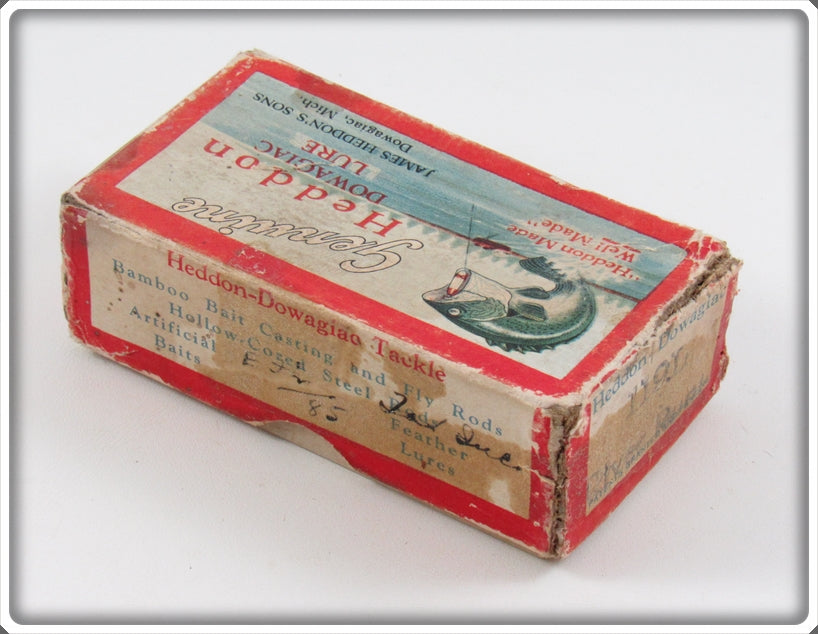 Genuine
Heddon
DOWAGIAC
LURE
JAMES HEDDON'S SONS
Dowagiac, Mich.
"Heddon Made
Well Made"
Heddon-Dowagiac Tackle
Bamboo Bait Casting and Fly Rods
Hollow-Cored Steel Rods
Artificial Feather
Baits Lures
85
Heddon Dowagiac